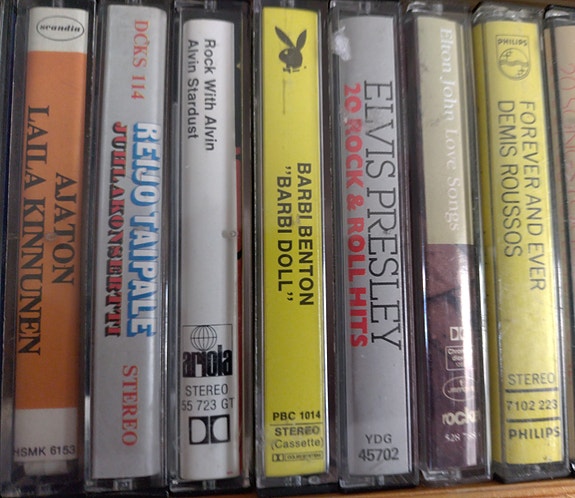 scandia
AJATON
LAILA KINNUNEN
HSMK 6153
DCKS 114
REIJO TAIPALE
JUHLAKONSERTTI
STEREO
Rock With Alvin
Alvin Stardust
ariola
STEREO
55 723 GT
BARBI BENTON
"BARBI DOLL"
PBC 1014
STEREO
(Cassette)
ELVIS PRESLEY
20 ROCK & ROLL HITS
YDG
45702
Elton John Love Songs
rocket
PHILIPS
FOREVER AND EVER
DEMIS ROUSSOS
STEREO
7102 223
PHILIPS